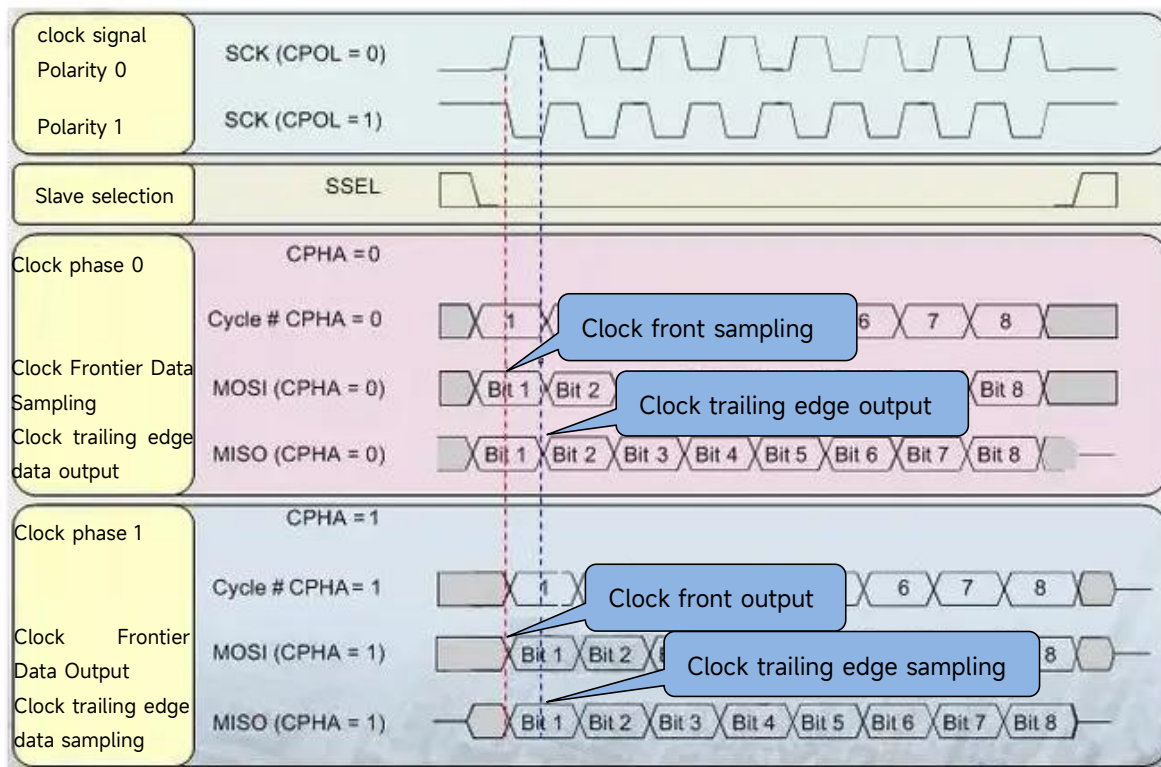 clock signal
Polarity 0
SCK (CPOL = 0)
Polarity 1
SCK (CPOL = 1)
Slave selection
SSEL
Clock phase 0
CPHA = 0
Cycle # CPHA = 0
1
6
7
8
Clock front sampling
Clock Frontier Data
Sampling
Clock trailing edge
data output
MOSI (CPHA = 0)
Bit 1
Bit 2
Bit 8
Clock trailing edge output
MISO (CPHA = 0)
Bit 1
Bit 2
Bit 3
Bit 4
Bit 5
Bit 6
Bit 7
Bit 8
Clock phase 1
CPHA = 1
Cycle # CPHA = 1
1
6
7
8
Clock front output
Clock Frontier
Data Output
Clock trailing edge
data sampling
MOSI (CPHA = 1)
Bit 1
Bit 2
8
Clock trailing edge sampling
MISO (CPHA = 1)
Bit 1
Bit 2
Bit 3
Bit 4
Bit 5
Bit 6
Bit 7
Bit 8